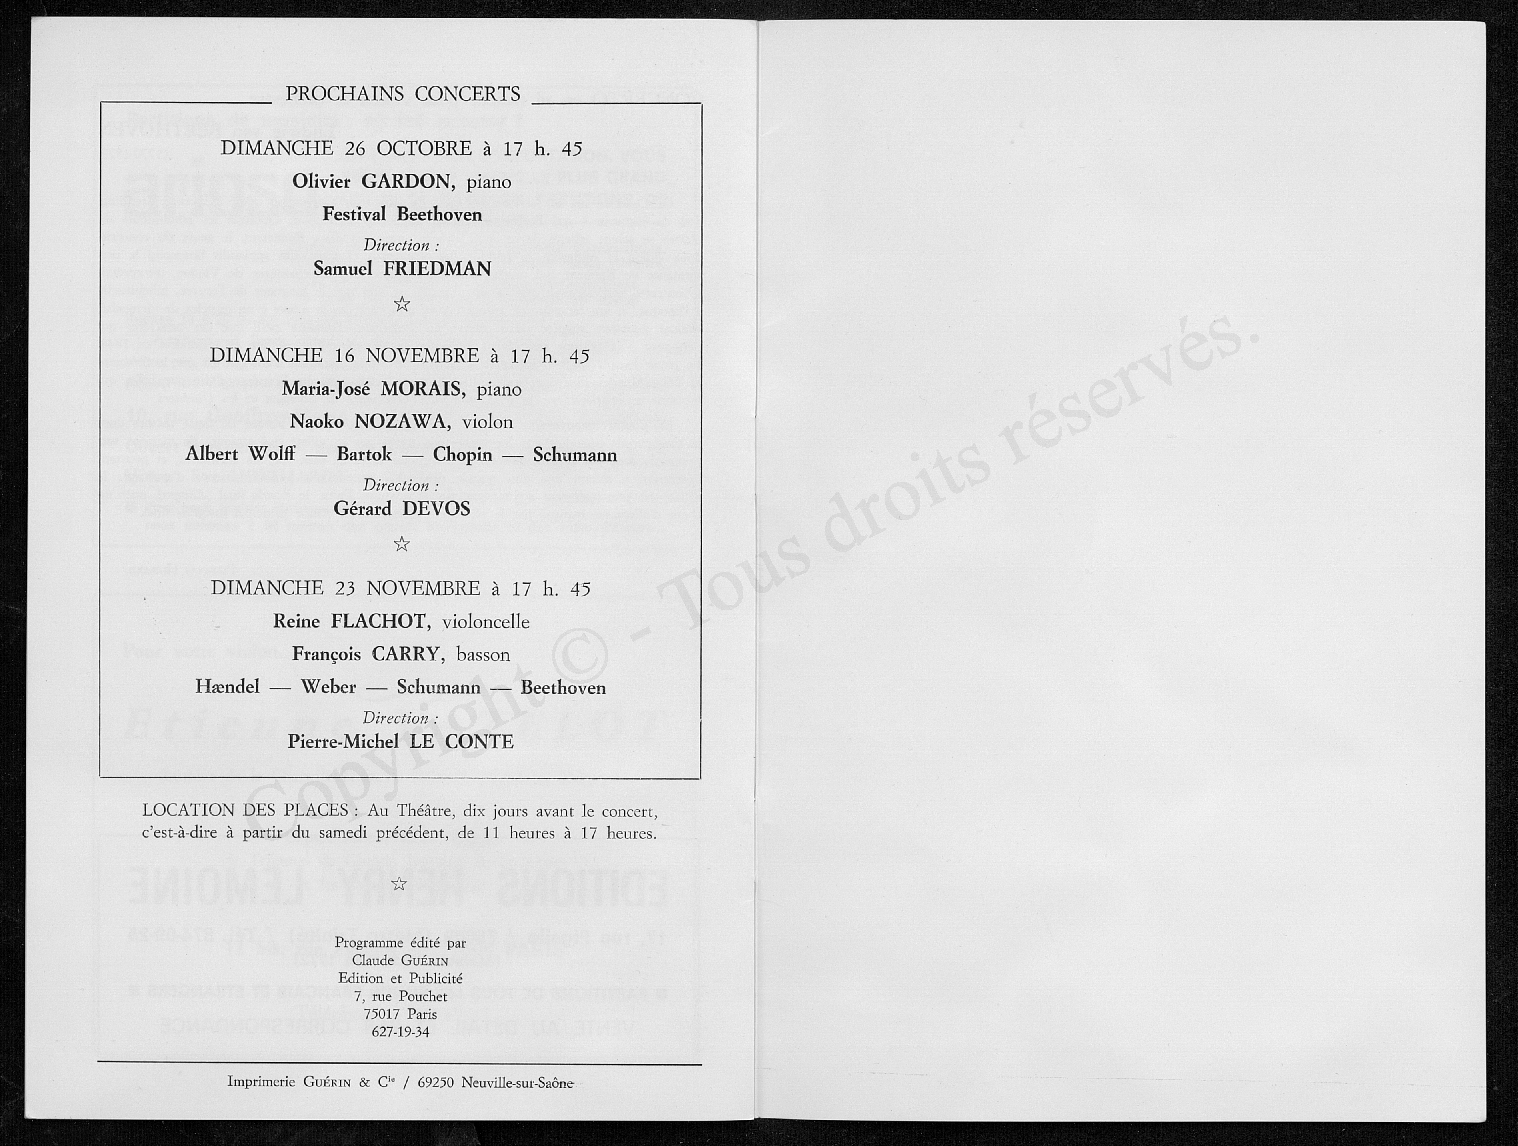 PROCHAINS CONCERTS
DIMANCHE 26 OCTOBRE à 17 h. 45
Olivier GARDON, piano
Festival Beethoven
Direction :
Samuel FRIEDMAN
☆
DIMANCHE 16 NOVEMBRE à 17 h. 45
Maria-José MORAIS, piano
Naoko NOZAWA, violon
Albert Wolff — Bartok — Chopin — Schumann
Direction :
Gérard DEVOS
☆
DIMANCHE 23 NOVEMBRE à 17 h. 45
Reine FLACHOT, violoncelle
François CARRY, basson
Hændel — Weber — Schumann — Beethoven
Direction :
Pierre-Michel LE CONTE
LOCATION DES PLACES : Au Théâtre, dix jours avant le concert,
c'est-à-dire à partir du samedi précédent, de 11 heures à 17 heures.
☆
Programme édité par
Claude GUÉRIN
Edition et Publicité
7, rue Pouchet
75017 Paris
627-19-34
Imprimerie GUÉRIN & Cie / 69250 Neuville-sur-Saône
Copyright © - Tous droits réservés.